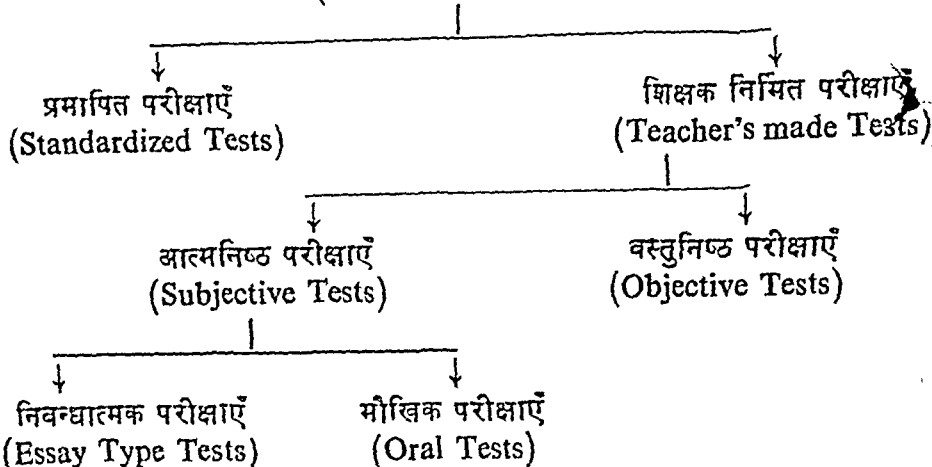 प्रमापित परीक्षाएँ
(Standardized Tests)
शिक्षक निर्मित परीक्षाएँ
(Teacher's made Tests)
आत्मनिष्ठ परीक्षाएँ
(Subjective Tests)
वस्तुनिष्ठ परीक्षाएँ
(Objective Tests)
निवन्धात्मक परीक्षाएँ
(Essay Type Tests)
मौखिक परीक्षाएँ
(Oral Tests)